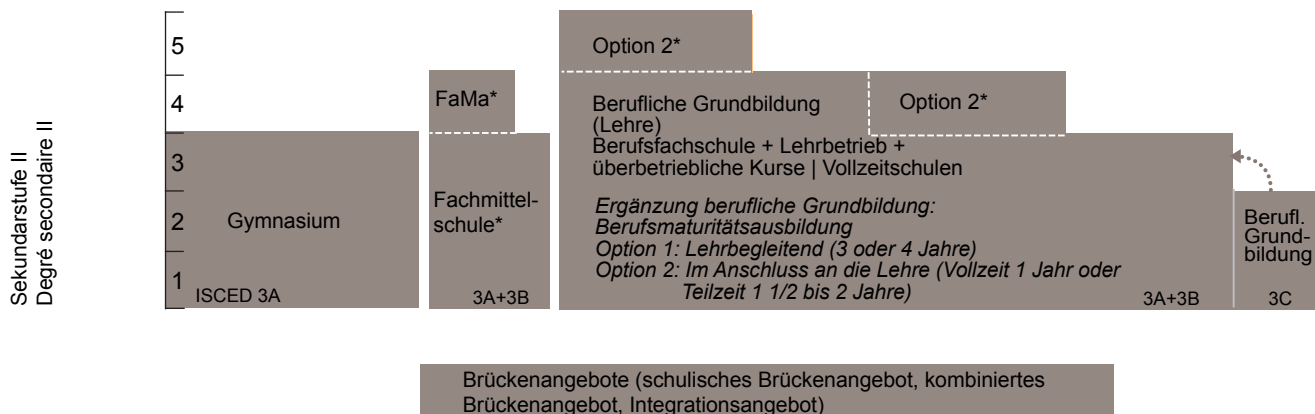 Sekundarstufe II
Degré secondaire II
5
4
3
2
1
Gymnasium
ISCED 3A
FaMa*
Fachmittel-
schule*
3A+3B
Option 2*
Option 2*
Berufliche Grundbildung
(Lehre)
Berufsfachschule + Lehrbetrieb +
überbetriebliche Kurse | Vollzeitschulen
Ergänzung berufliche Grundbildung:
Berufsmaturitätsausbildung
Option 1: Lehrbegleitend (3 oder 4 Jahre)
Option 2: Im Anschluss an die Lehre (Vollzeit 1 Jahr oder
Teilzeit 1 1/2 bis 2 Jahre)
3A+3B
Berufl.
Grund-
bildung
3C
Brückenangebote (schulisches Brückenangebot, kombiniertes
Brückenangebot, Integrationsangebot)